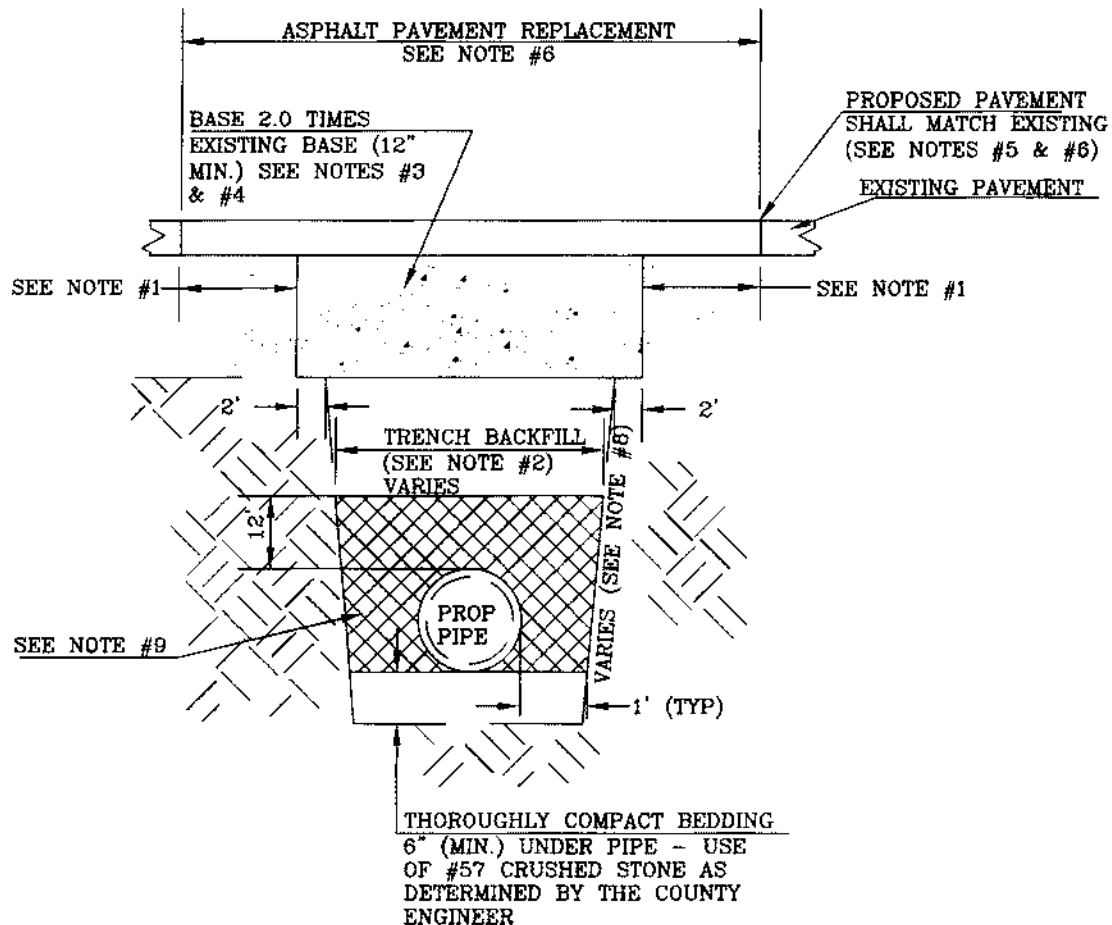 ASPHALT PAVEMENT REPLACEMENT
SEE NOTE #6
BASE 2.0 TIMES
EXISTING BASE (12"
MIN.) SEE NOTES #3
& #4
PROPOSED PAVEMENT
SHALL MATCH EXISTING
(SEE NOTES #5 & #6)
EXISTING PAVEMENT
SEE NOTE #1
SEE NOTE #1
2'
2'
TRENCH BACKFILL
(SEE NOTE #2)
VARIES
VARIES (SEE NOTE #8)
12"
PROP
PIPE
SEE NOTE #9
1' (TYP)
THOROUGHLY COMPACT BEDDING
6" (MIN.) UNDER PIPE - USE
OF #57 CRUSHED STONE AS
DETERMINED BY THE COUNTY
ENGINEER